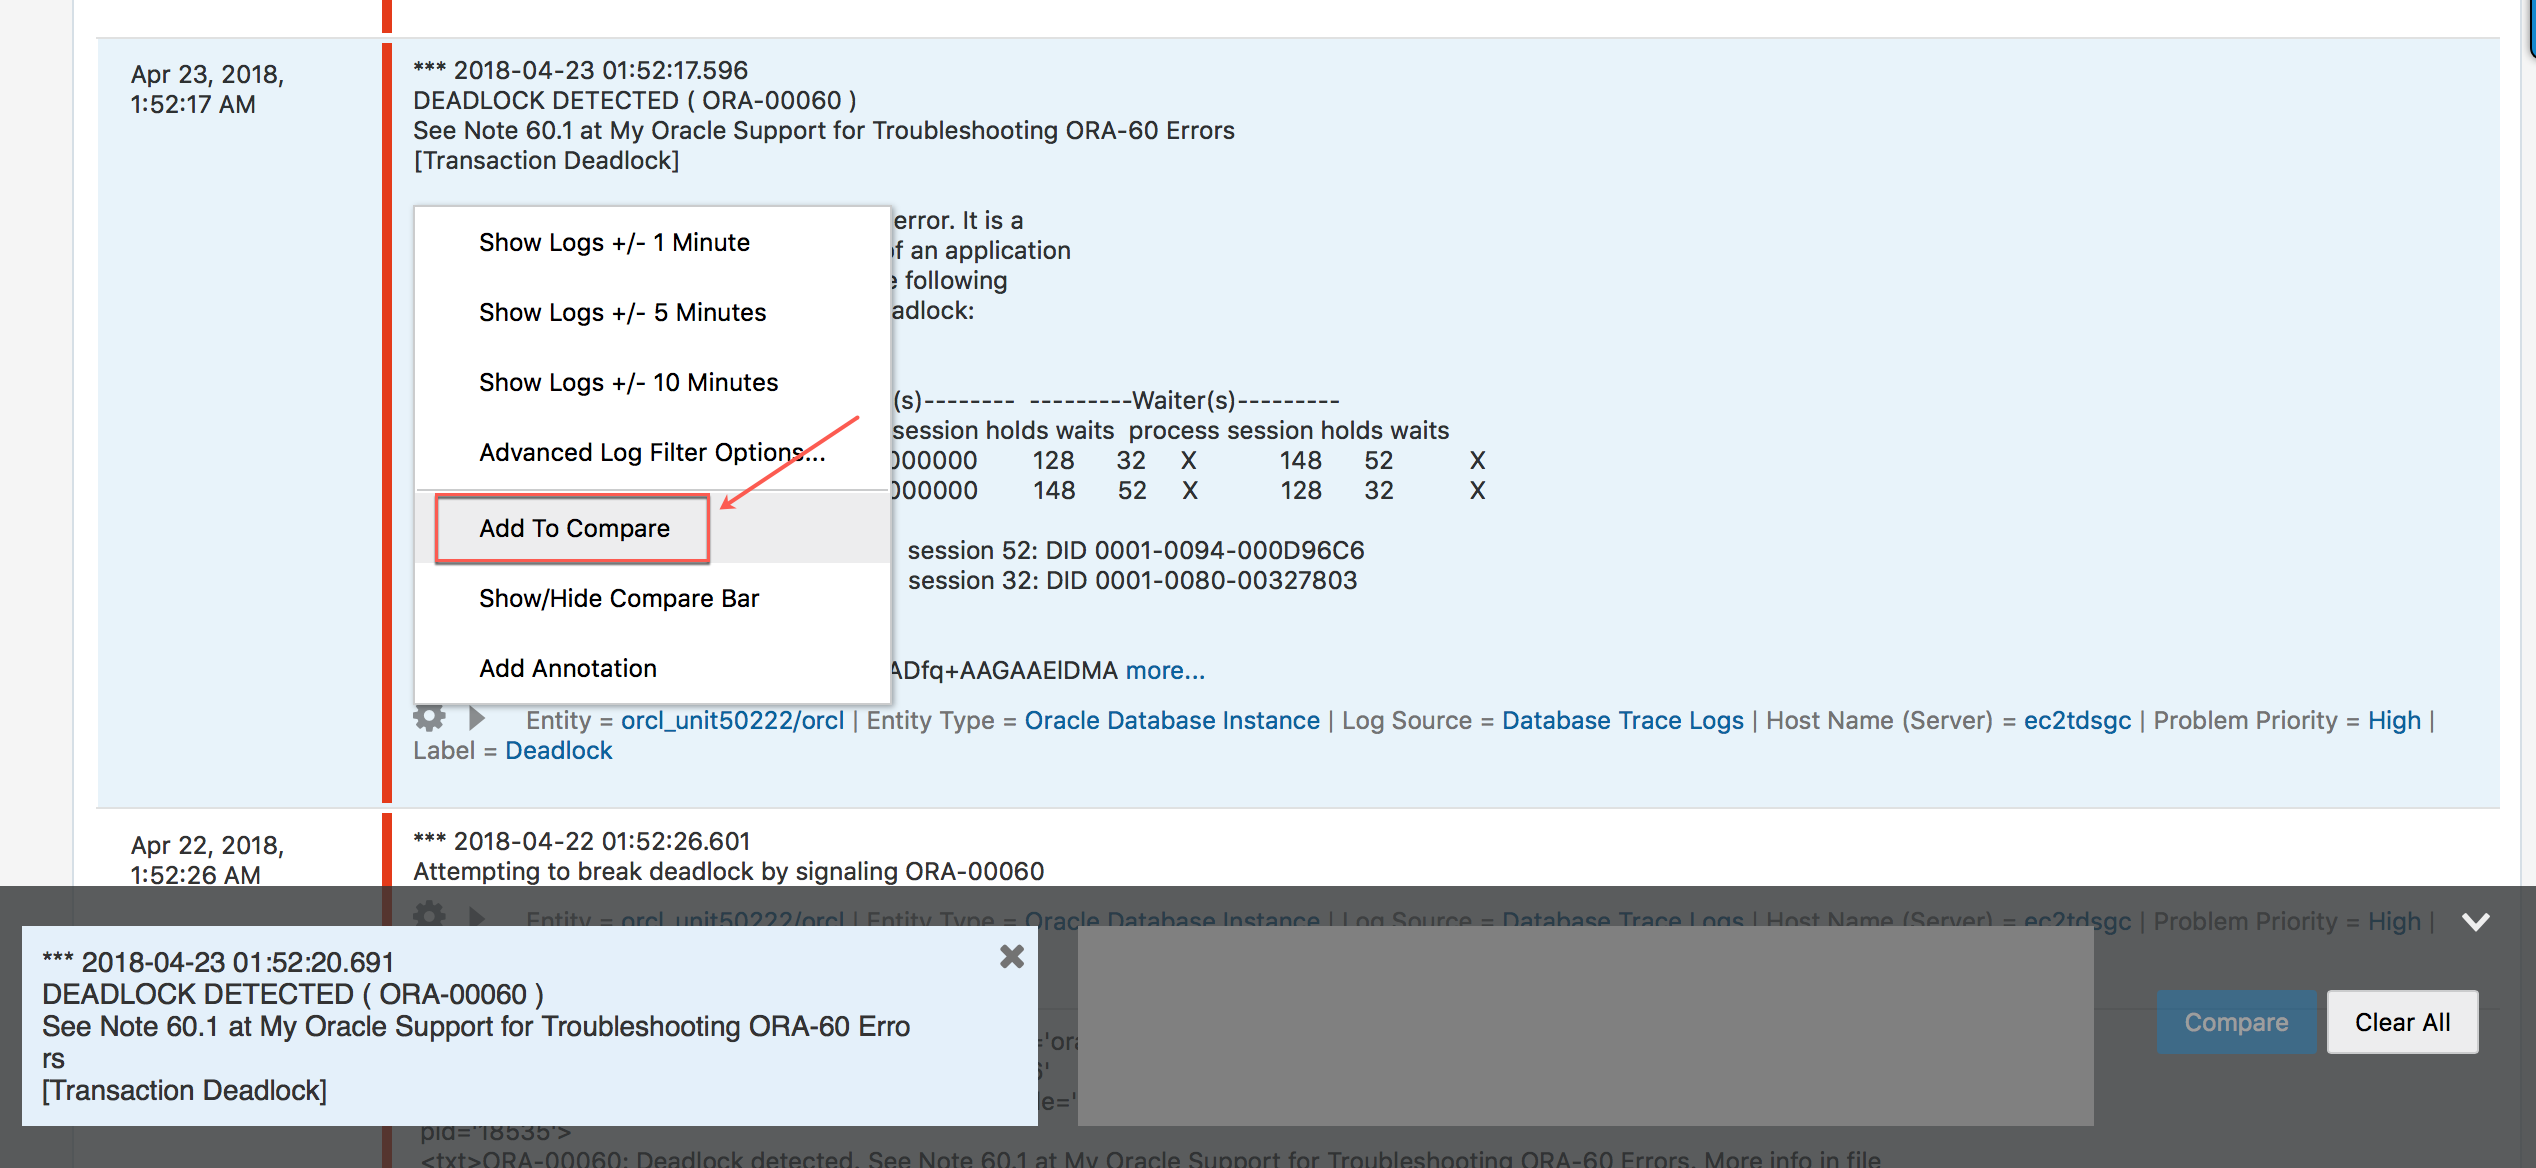 Apr 23, 2018,
1:52:17 AM
*** 2018-04-23 01:52:17.596
DEADLOCK DETECTED ( ORA-00060 )
See Note 60.1 at My Oracle Support for Troubleshooting ORA-60 Errors
[Transaction Deadlock]
error. It is a
of an application
following
adlock:
(s)-------- ---------Waiter(s)---------
session holds waits process session holds waits
000000 128 32 X 148 52 X
000000 148 52 X 128 32 X
session 52: DID 0001-0094-000D96C6
session 32: DID 0001-0080-00327803
ADfq+AAGAAElDMA more...
Show Logs +/- 1 Minute
Show Logs +/- 5 Minutes
Show Logs +/- 10 Minutes
Advanced Log Filter Options...
Add To Compare
Show/Hide Compare Bar
Add Annotation
Entity = orcl_unit50222/orcl | Entity Type = Oracle Database Instance | Log Source = Database Trace Logs | Host Name (Server) = ec2tdsgc | Problem Priority = High |
Label = Deadlock
Apr 22, 2018,
1:52:26 AM
*** 2018-04-22 01:52:26.601
Attempting to break deadlock by signaling ORA-00060
Entity = orcl_unit50222/orcl | Entity Type = Oracle Database Instance | Log Source = Database Trace Logs | Host Name (Server) = ec2tdsgc | Problem Priority = High |
*** 2018-04-23 01:52:20.691
DEADLOCK DETECTED ( ORA-00060 )
See Note 60.1 at My Oracle Support for Troubleshooting ORA-60 Erro
rs
[Transaction Deadlock]
Compare
Clear All
pid='18535'>
<txt>ORA-00060: Deadlock detected. See Note 60.1 at My Oracle Support for Troubleshooting ORA-60 Errors. More info in file